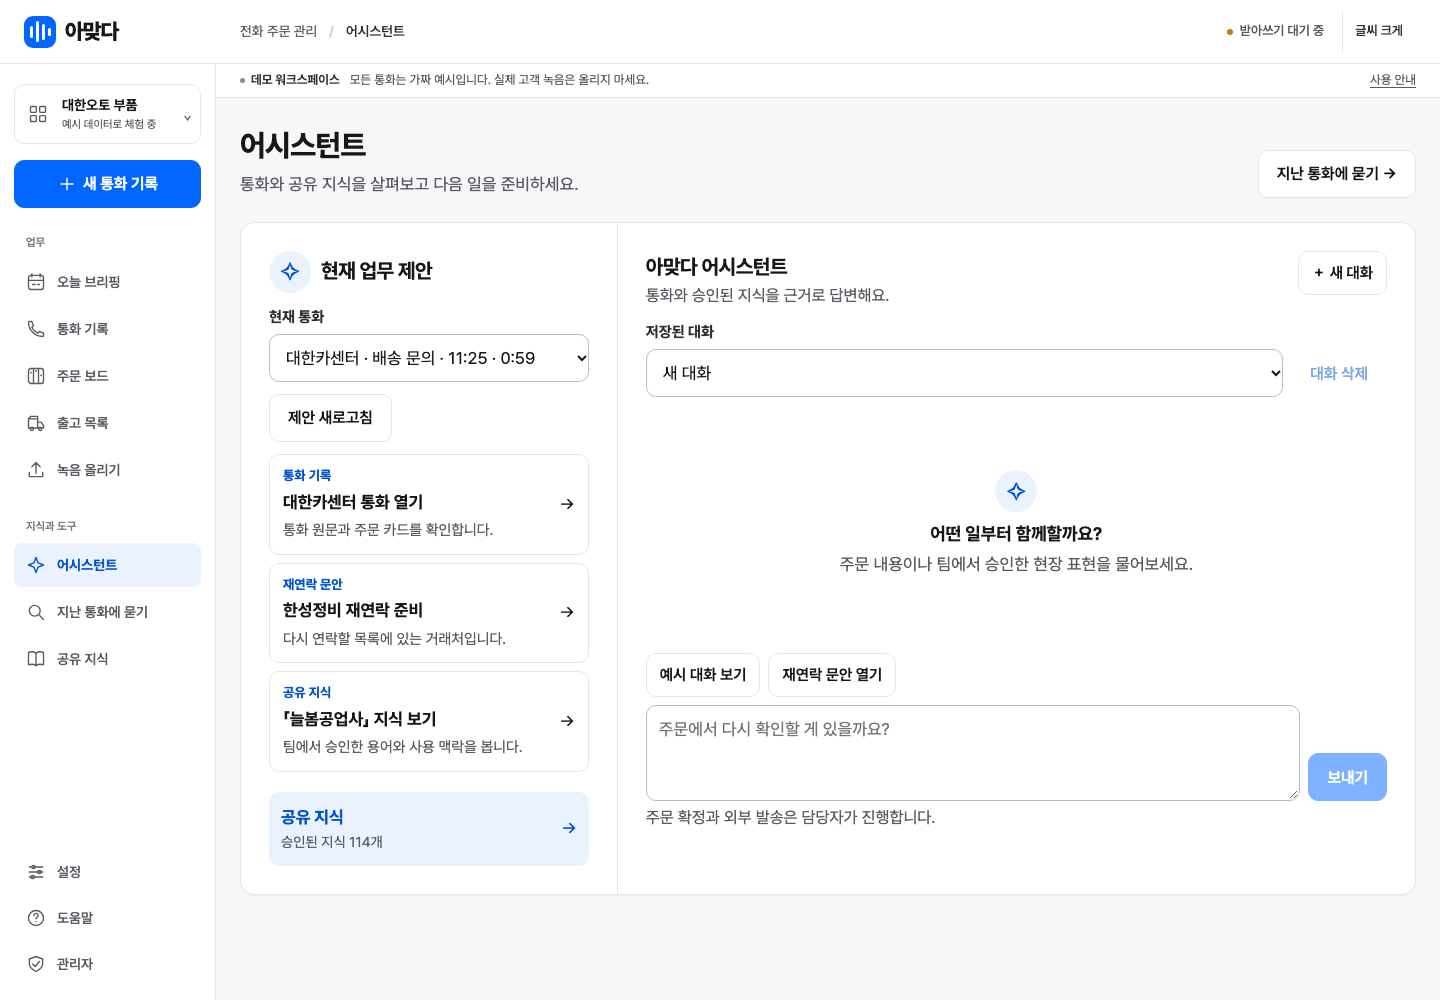 아맞다
전화 주문 관리 / 어시스턴트
받아쓰기 대기 중
글씨 크게
데모 워크스페이스 모든 통화는 가짜 예시입니다. 실제 고객 녹음은 올리지 마세요.
사용 안내
대한오토 부품
예시 데이터로 체험 중
+ 새 통화 기록
업무
오늘 브리핑
통화 기록
주문 보드
출고 목록
녹음 올리기
지식과 도구
어시스턴트
지난 통화에 묻기
공유 지식
설정
도움말
관리자
어시스턴트
통화와 공유 지식을 살펴보고 다음 일을 준비하세요.
지난 통화에 묻기 →
현재 업무 제안
현재 통화
대한카센터 · 배송 문의 · 11:25 · 0:59
제안 새로고침
통화 기록
대한카센터 통화 열기 →
통화 원문과 주문 카드를 확인합니다.
재연락 문안
한성정비 재연락 준비 →
다시 연락할 목록에 있는 거래처입니다.
공유 지식
「늘봄공업사」 지식 보기 →
팀에서 승인한 용어와 사용 맥락을 봅니다.
공유 지식 →
승인된 지식 114개
아맞다 어시스턴트
통화와 승인된 지식을 근거로 답변해요.
+ 새 대화
저장된 대화
새 대화
대화 삭제
어떤 일부터 함께할까요?
주문 내용이나 팀에서 승인한 현장 표현을 물어보세요.
예시 대화 보기
재연락 문안 열기
주문에서 다시 확인할 게 있을까요?
보내기
주문 확정과 외부 발송은 담당자가 진행합니다.